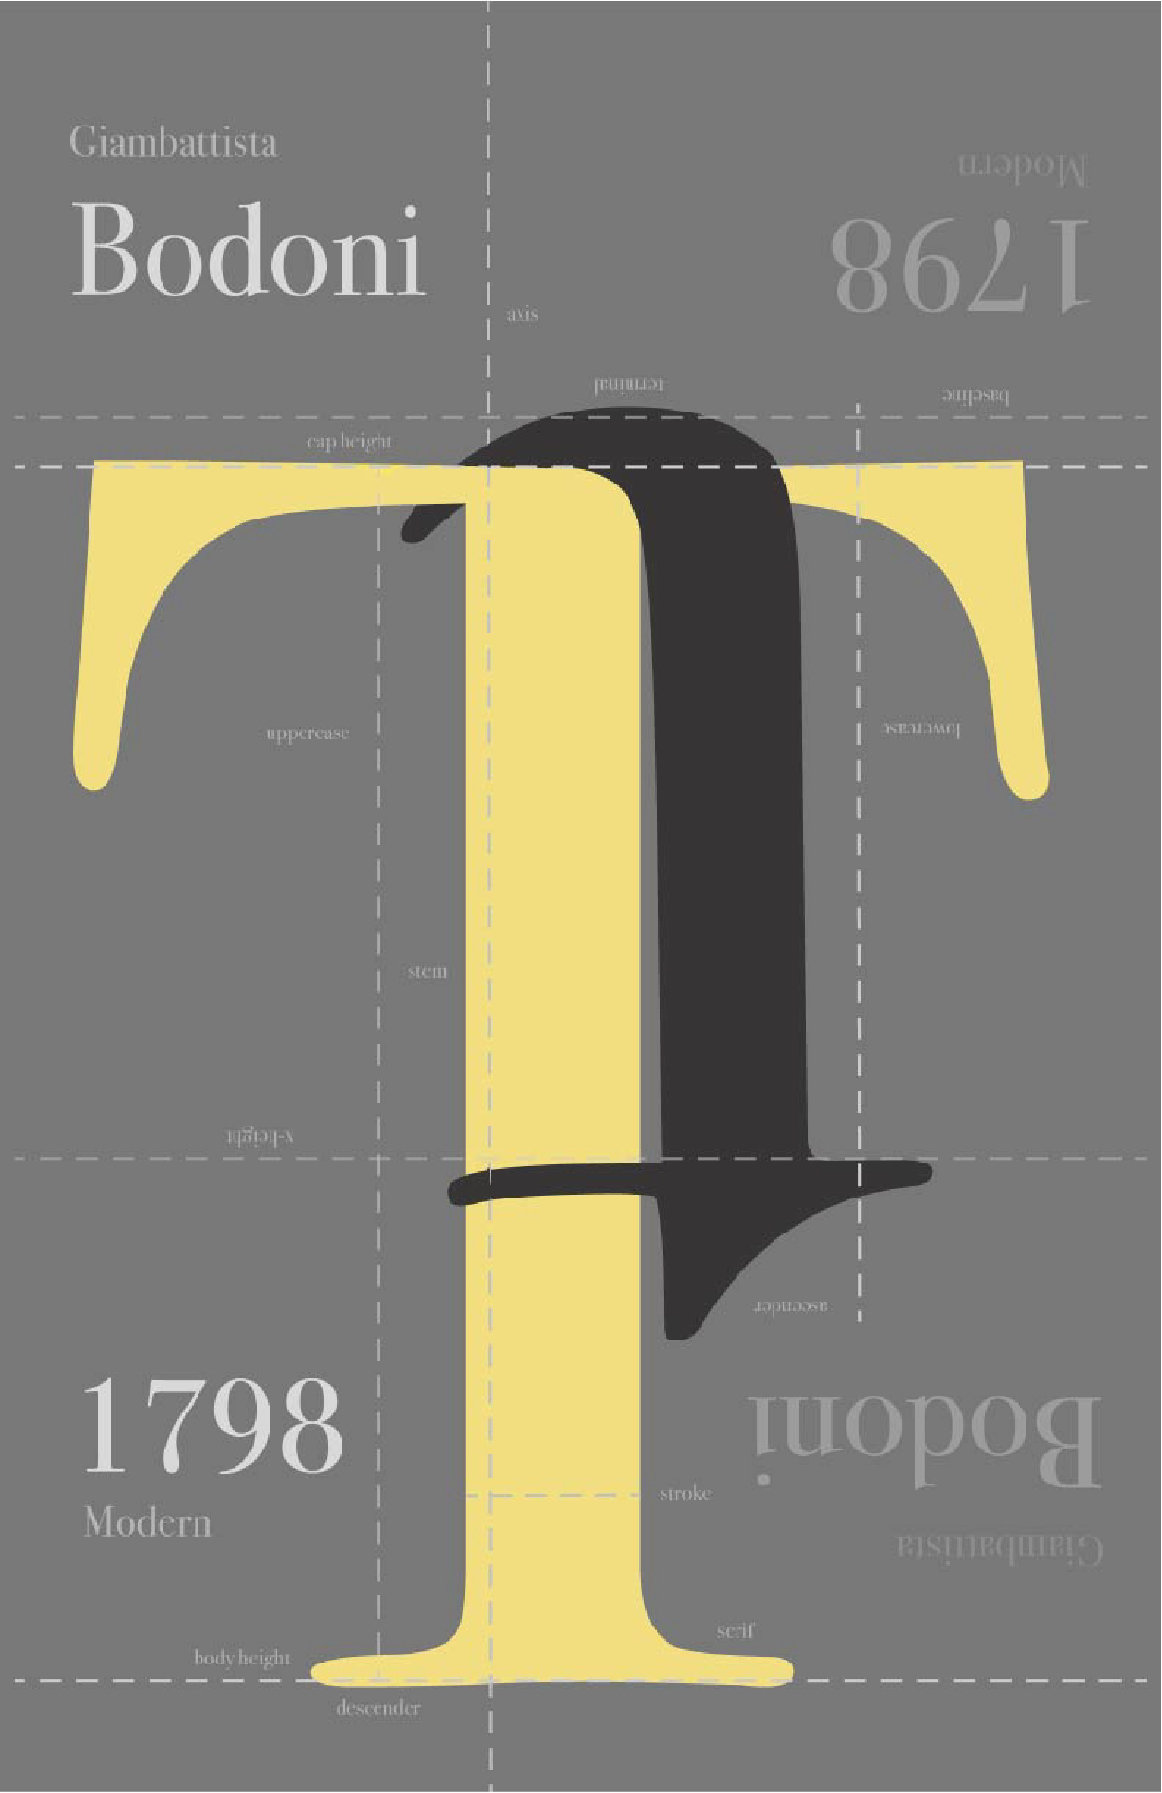 Giambattista
Bodoni
Modern
1798
axis
terminal
baseline
cap height
uppercase
lowercase
stem
x-height
ascender
1798
Modern
Bodoni
Giambattista
stroke
serif
body height
descender